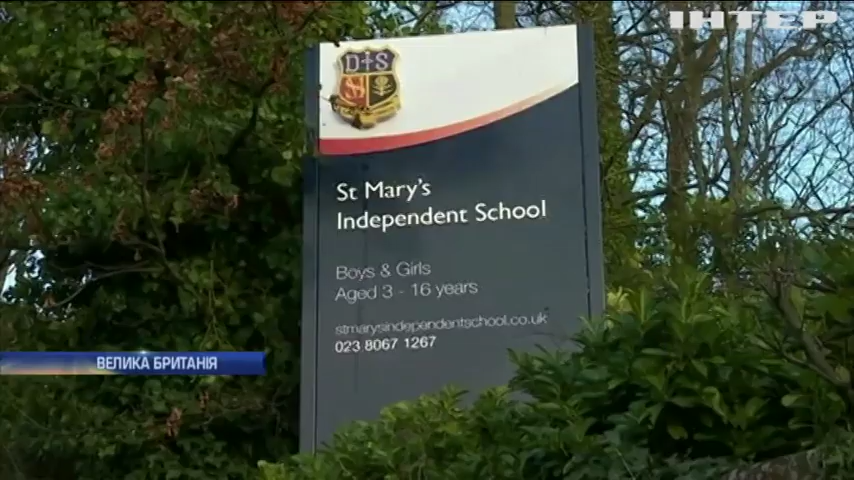 ІНТЕР
D S
St Mary's
Independent School
Boys & Girls
Aged 3 - 16 years
stmarysindependentschool.co.uk
023 8067 1267
ВЕЛИКА БРИТАНІЯ